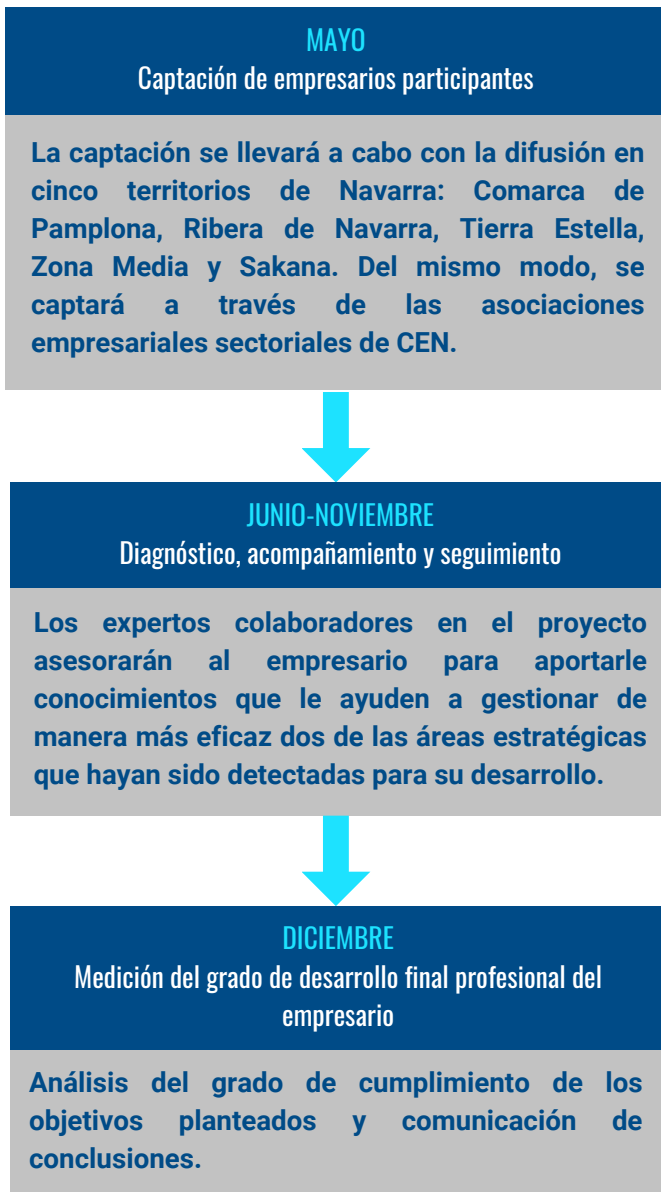 MAYO
Captación de empresarios participantes
La captación se llevará a cabo con la difusión en
cinco territorios de Navarra: Comarca de
Pamplona, Ribera de Navarra, Tierra Estella,
Zona Media y Sakana. Del mismo modo, se
captará a través de las asociaciones
empresariales sectoriales de CEN.
JUNIO-NOVIEMBRE
Diagnóstico, acompañamiento y seguimiento
Los expertos colaboradores en el proyecto
asesorarán al empresario para aportarle
conocimientos que le ayuden a gestionar de
manera más eficaz dos de las áreas estratégicas
que hayan sido detectadas para su desarrollo.
DICIEMBRE
Medición del grado de desarrollo final profesional del
empresario
Análisis del grado de cumplimiento de los
objetivos planteados y comunicación de
conclusiones.